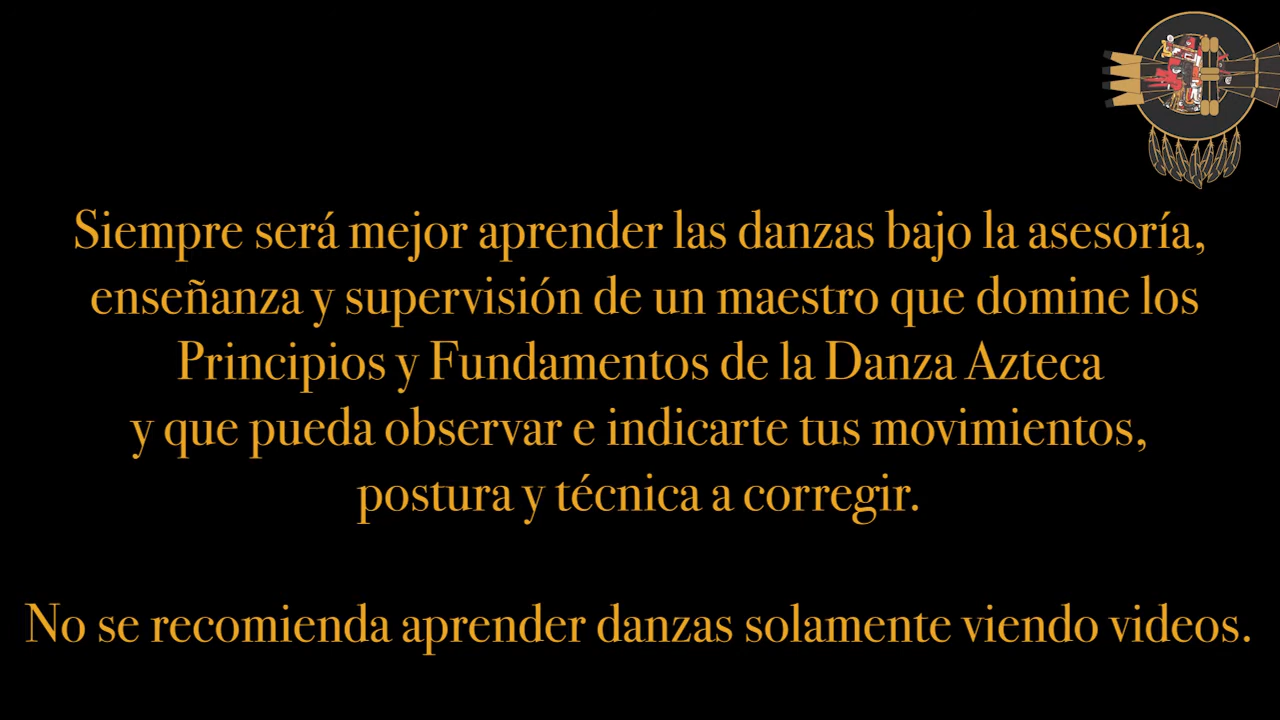 Siempre será mejor aprender las danzas bajo la asesoría,
enseñanza y supervisión de un maestro que domine los
Principios y Fundamentos de la Danza Azteca
y que pueda observar e indicarte tus movimientos,
postura y técnica a corregir.
No se recomienda aprender danzas solamente viendo videos.